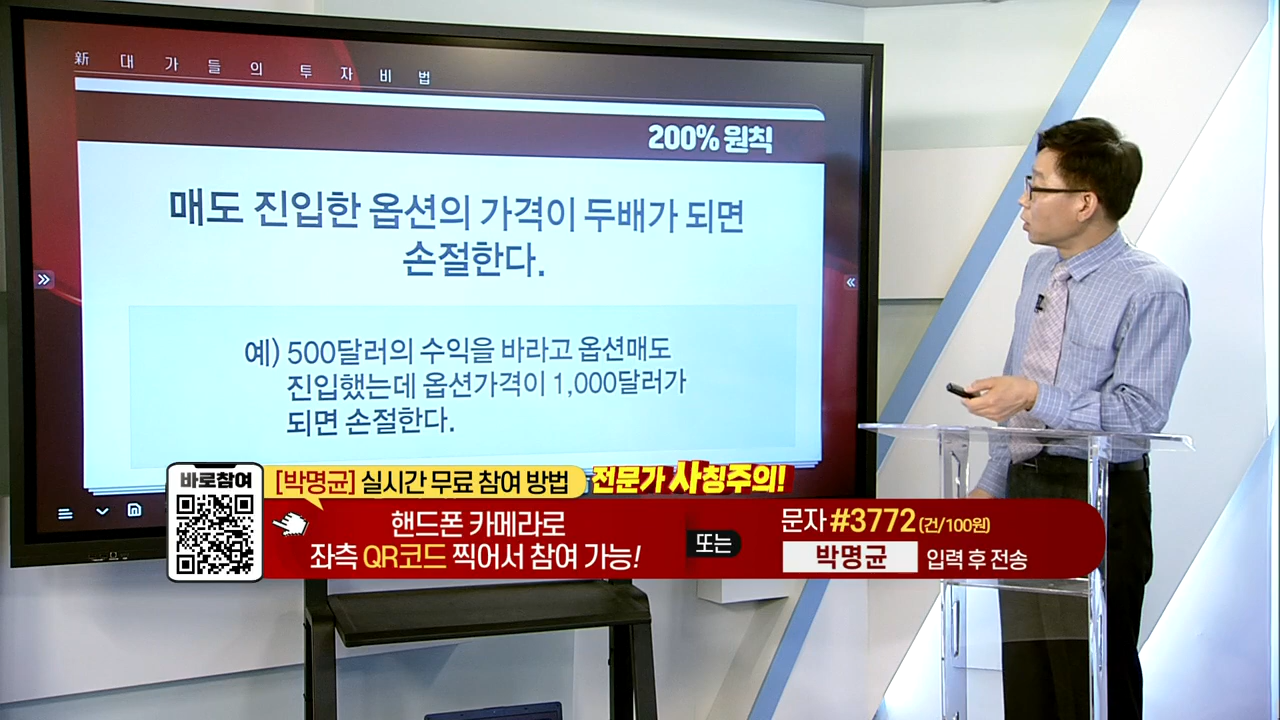 新 대가들의 투자비법
200% 원칙
매도 진입한 옵션의 가격이 두배가 되면
손절한다.
예) 500달러의 수익을 바라고 옵션매도
진입했는데 옵션가격이 1,000달러가
되면 손절한다.
바로참여
[박명균] 실시간 무료 참여 방법
전문가 사칭주의!
핸드폰 카메라로
좌측 QR코드 찍어서 참여 가능!
또는
문자 #3772 (건/100원)
박명균 입력 후 전송